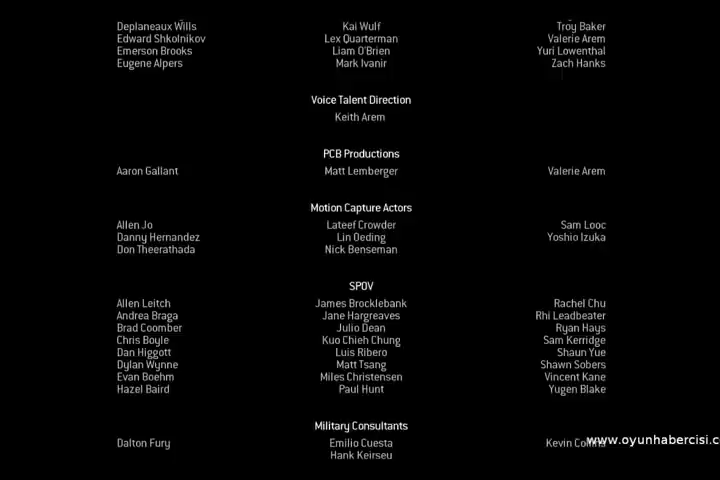 Deplaneaux Wills Kai Wulf Troy Baker
Edward Shkolnikov Lex Quarterman Valerie Arem
Emerson Brooks Liam O'Brien Yuri Lowenthal
Eugene Alpers Mark Ivanir Zach Hanks
Voice Talent Direction
Keith Arem
PCB Productions
Aaron Gallant Matt Lemberger Valerie Arem
Motion Capture Actors
Allen Jo Lateef Crowder Sam Looc
Danny Hernandez Lin Oeding Yoshio Izuka
Don Theerathada Nick Benseman
SPOV
Allen Leitch James Brocklebank Rachel Chu
Andrea Braga Jane Hargreaves Rhi Leadbeater
Brad Coomber Julio Dean Ryan Hays
Chris Boyle Kuo Chieh Chung Sam Kerridge
Dan Higgott Luis Ribero Shaun Yue
Dylan Wynne Matt Tsang Shawn Sobers
Evan Boehm Miles Christensen Vincent Kane
Hazel Baird Paul Hunt Yugen Blake
Military Consultants
Dalton Fury Emilio Cuesta Kevin Collins
Hank Keirseu
www.oyunhabercisi.c